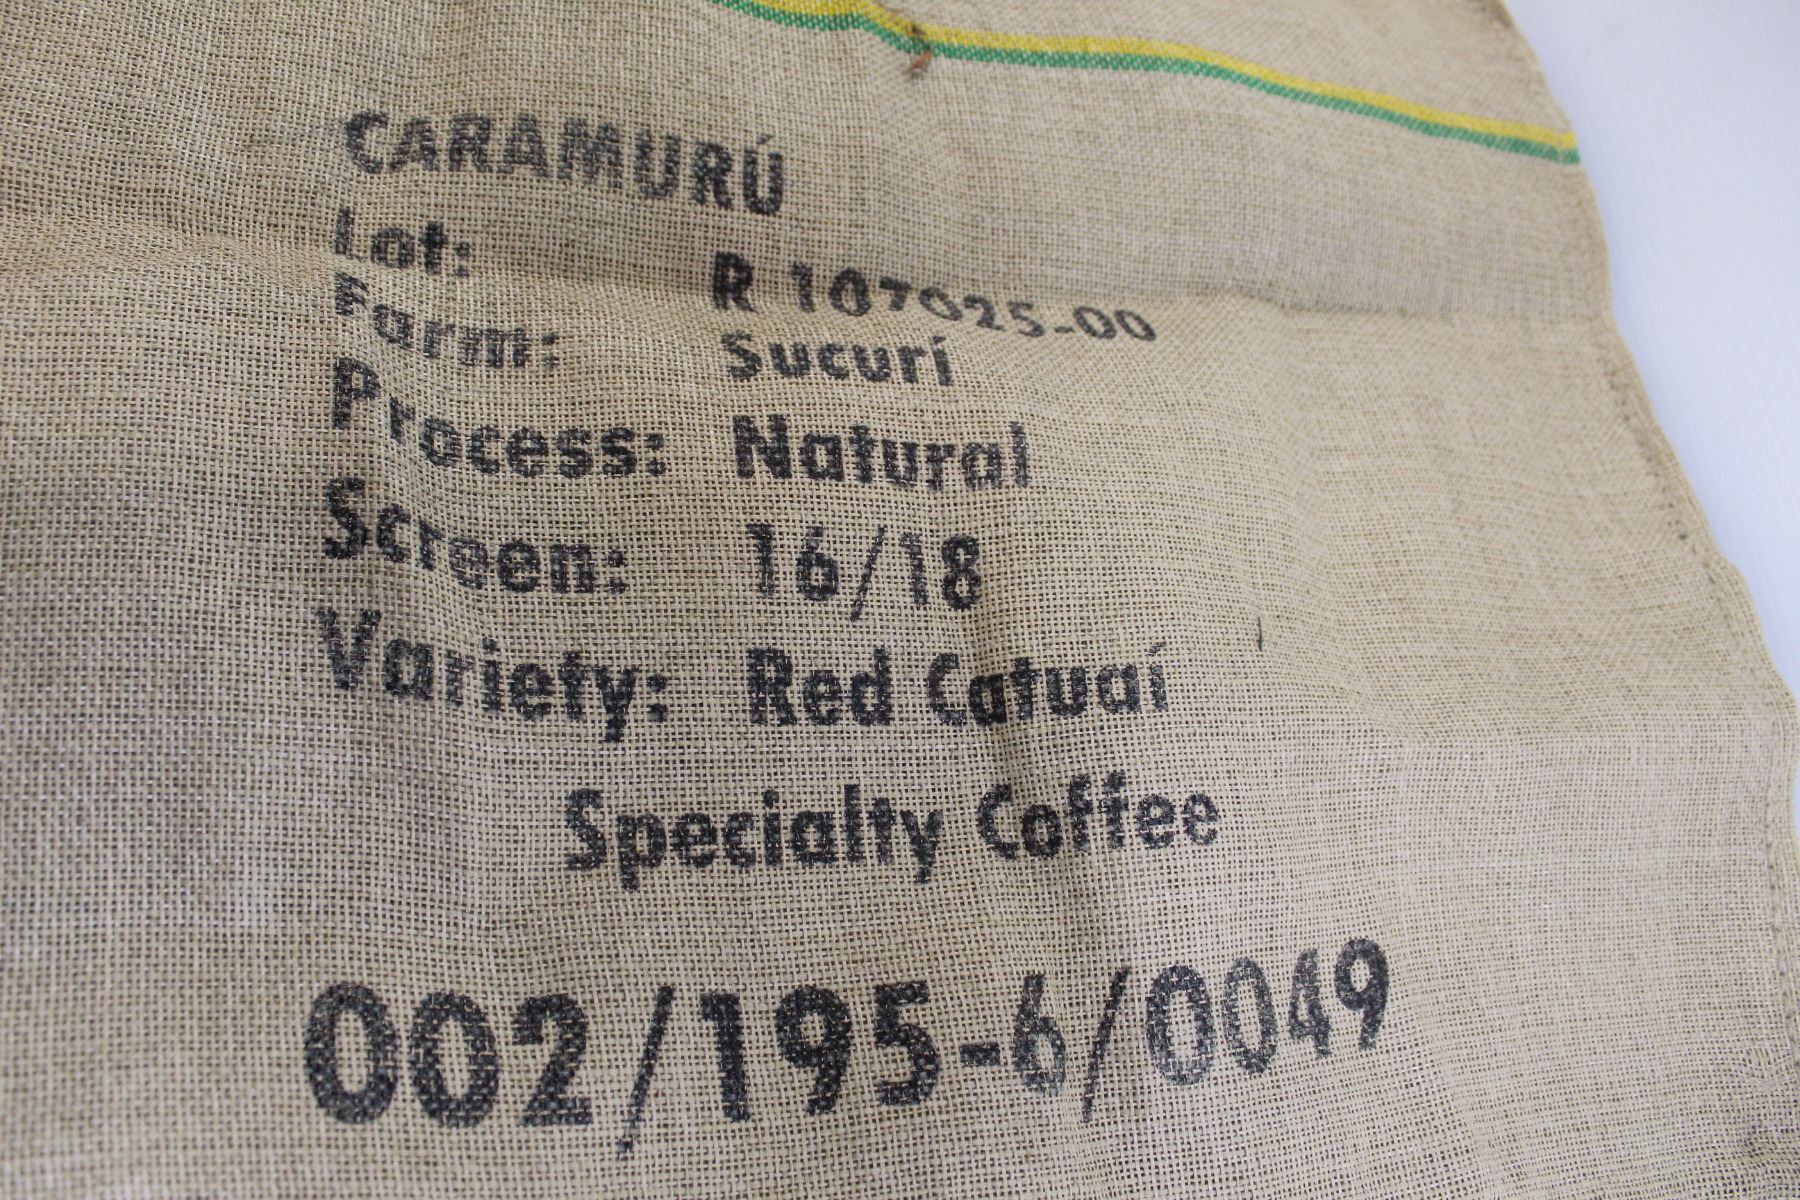 CARAMURÚ
Lot: R 107025-00
Farm: Sucurí
Process: Natural
Screen: 16/18
Variety: Red Catuaí
Specialty Coffee
002/195-6/0049